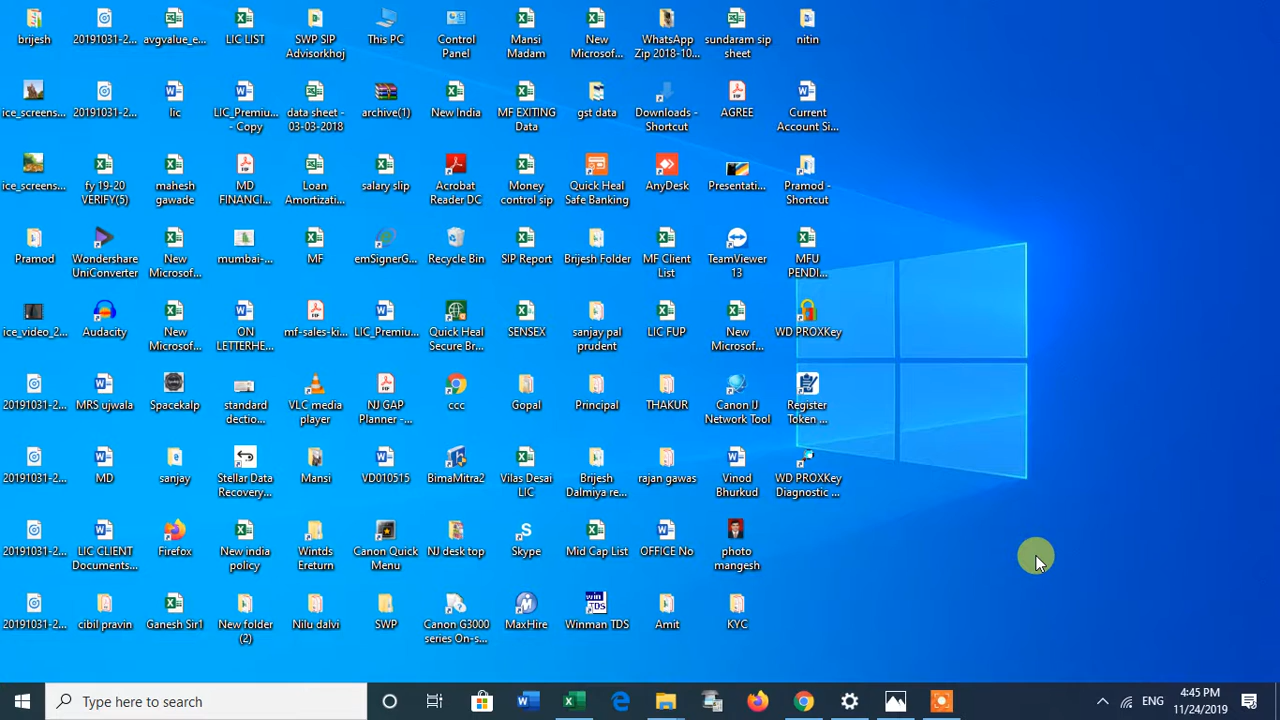 brijesh
20191031-2...
avgvalue_e...
LIC LIST
SWP SIP
Advisorkhoj
This PC
Control
Panel
Mansi
Madam
New
Microsof...
WhatsApp
Zip 2018-10...
sundaram sip
sheet
nitin
ice_screens...
20191031-2...
lic
LIC_Premiu...
- Copy
data sheet -
03-03-2018
archive(1)
New India
MF EXITING
Data
gst data
Downloads -
Shortcut
AGREE
Current
Account Si...
ice_screens...
fy 19-20
VERIFY(5)
mahesh
gawade
MD
FINANCI...
Loan
Amortizati...
salary slip
Acrobat
Reader DC
Money
control sip
Quick Heal
Safe Banking
AnyDesk
Presentati...
Pramod -
Shortcut
Pramod
Wondershare
UniConverter
New
Microsof...
mumbai-...
MF
emSignerG...
Recycle Bin
SIP Report
Brijesh Folder
MF Client
List
TeamViewer
13
MFU
PENDI...
ice_video_2...
Audacity
New
Microsof...
ON
LETTERHE...
mf-sales-ki...
LIC_Premiu...
Quick Heal
Secure Br...
SENSEX
sanjay pal
prudent
LIC FUP
New
Microsof...
WD PROXKey
20191031-2...
MRS ujwala
Spacekalp
standard
dectio...
VLC media
player
NJ GAP
Planner -...
ccc
Gopal
Principal
THAKUR
Canon IJ
Network Tool
Register
Token ...
20191031-2...
MD
sanjay
Stellar Data
Recovery...
Mansi
VD010515
BimaMitra2
Vilas Desai
LIC
Brijesh
Dalmiya re...
rajan gawas
Vinod
Bhurkud
WD PROXKey
Diagnostic ...
20191031-2...
LIC CLIENT
Documents...
Firefox
New india
policy
Wintds
Ereturn
Canon Quick
Menu
NJ desk top
Skype
Mid Cap List
OFFICE No
photo
mangesh
20191031-2...
cibil pravin
Ganesh Sir1
New folder
(2)
Nilu dalvi
SWP
Canon G3000
series On-s...
MaxHire
Winman TDS
Amit
KYC
Type here to search
ENG
4:45 PM
11/24/2019